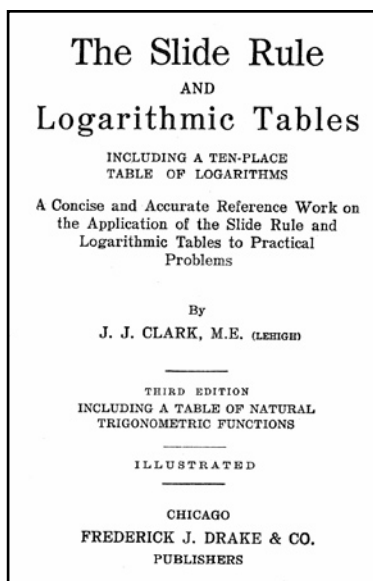 The Slide Rule
AND
Logarithmic Tables
INCLUDING A TEN-PLACE
TABLE OF LOGARITHMS
A Concise and Accurate Reference Work on
the Application of the Slide Rule and
Logarithmic Tables to Practical
Problems
By
J. J. CLARK, M.E. (LEHIGH)
THIRD EDITION
INCLUDING A TABLE OF NATURAL
TRIGONOMETRIC FUNCTIONS
ILLUSTRATED
CHICAGO
FREDERICK J. DRAKE & CO.
PUBLISHERS